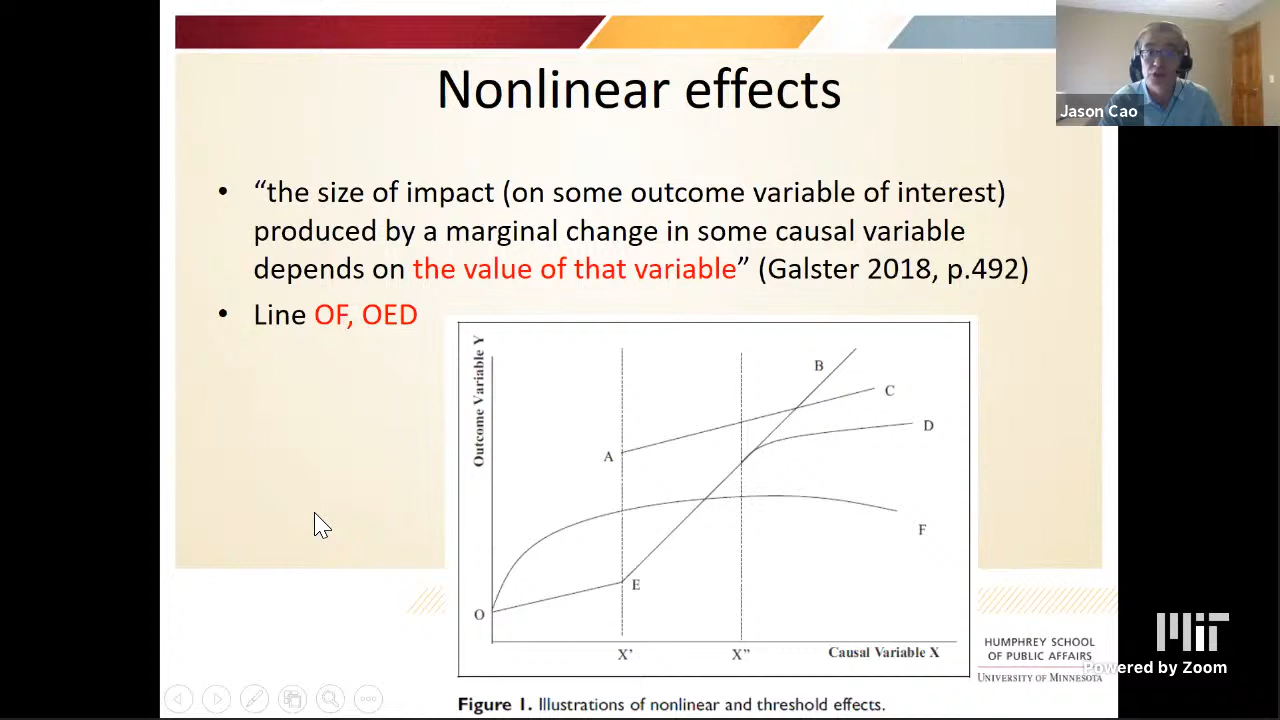 Nonlinear effects
Jason Cao
• “the size of impact (on some outcome variable of interest)
produced by a marginal change in some causal variable
depends on the value of that variable” (Galster 2018, p.492)
• Line OF, OED
Outcome Variable Y
B
C
D
A
F
E
O
X'
X"
Causal Variable X
Figure 1. Illustrations of nonlinear and threshold effects.
HUMPHREY SCHOOL
OF PUBLIC AFFAIRS
UNIVERSITY OF MINNESOTA
MIT
Powered by Zoom